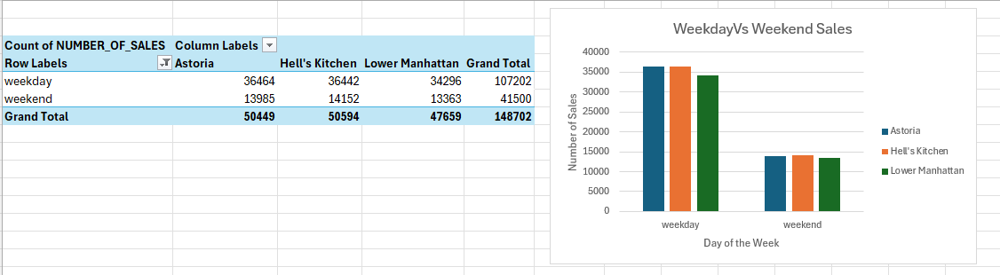 Count of NUMBER_OF_SALES Column Labels
Row Labels Astoria Hell's Kitchen Lower Manhattan Grand Total
weekday 36464 36442 34296 107202
weekend 13985 14152 13363 41500
Grand Total 50449 50594 47659 148702
WeekdayVs Weekend Sales
40000
35000
30000
25000
20000
15000
10000
5000
0
Number of Sales
weekday weekend
Day of the Week
Astoria
Hell's Kitchen
Lower Manhattan